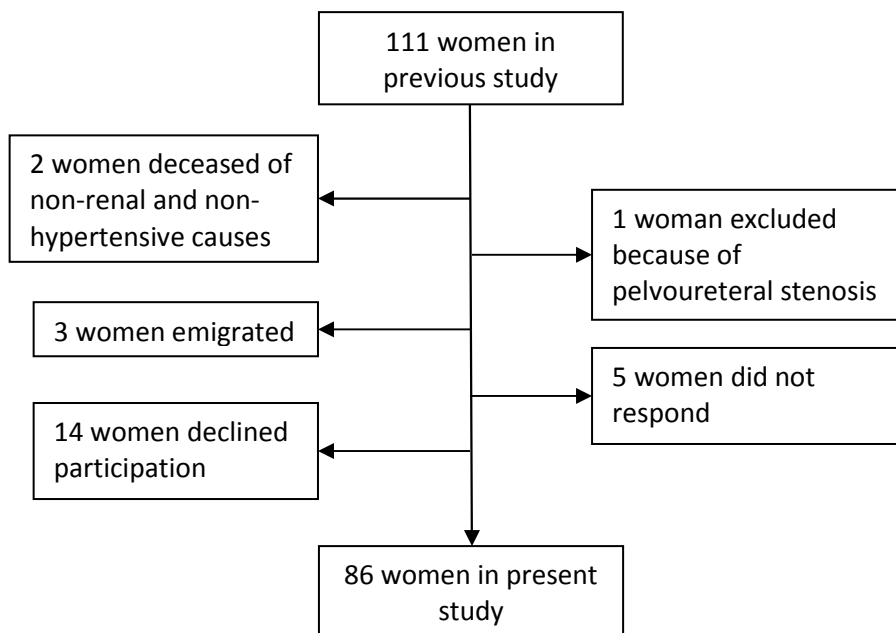 111 women in
previous study
2 women deceased of
non-renal and non-
hypertensive causes
1 woman excluded
because of
pelvoureteral stenosis
3 women emigrated
5 women did not
respond
14 women declined
participation
86 women in present
study